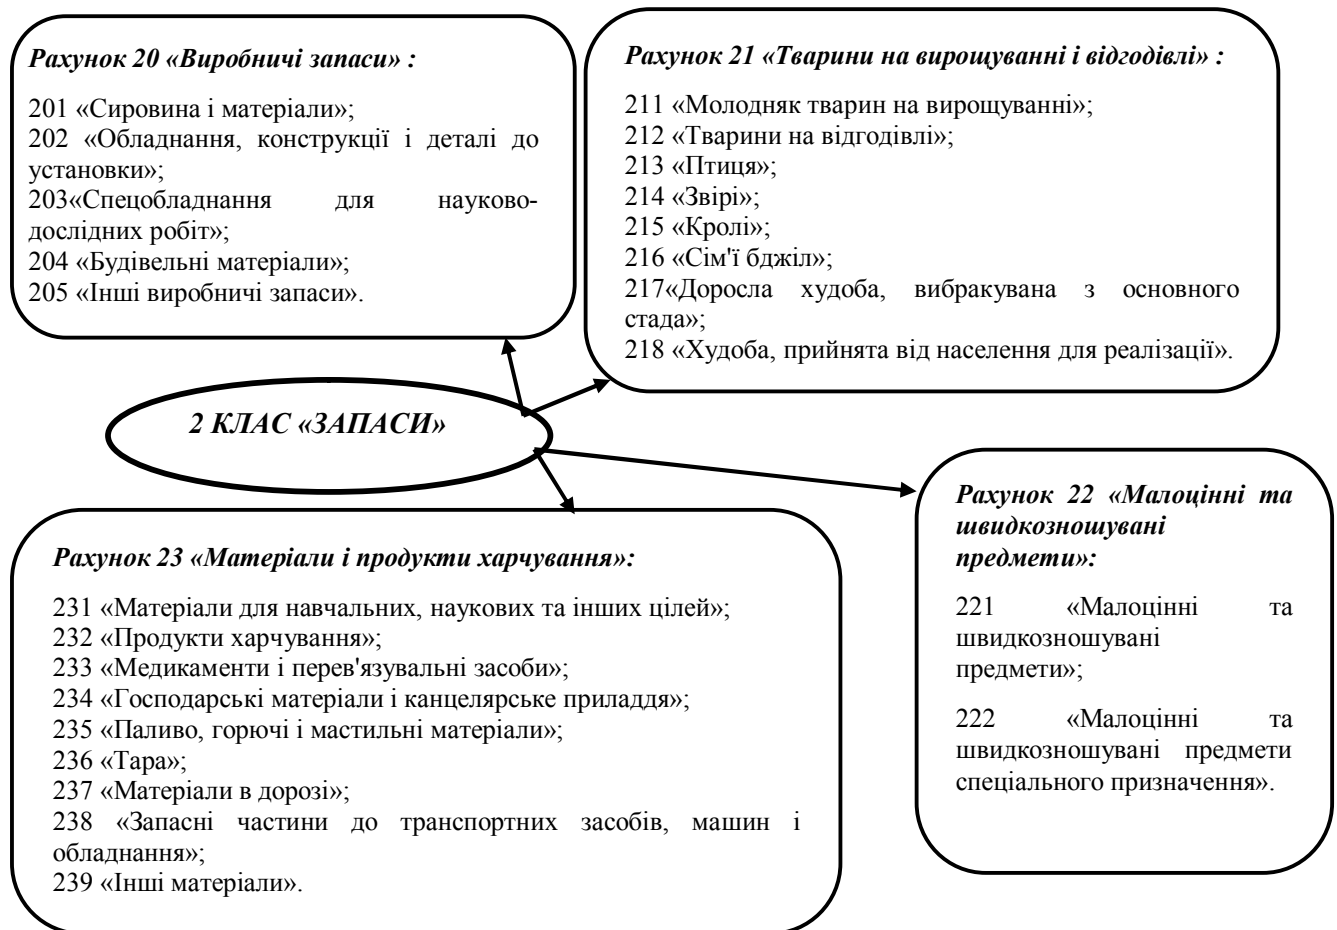 Рахунок 20 «Виробничі запаси» :
201 «Сировина і матеріали»;
202 «Обладнання, конструкції і деталі до
установки»;
203«Спецобладнання для науково-
дослідних робіт»;
204 «Будівельні матеріали»;
205 «Інші виробничі запаси».
Рахунок 21 «Тварини на вирощуванні і відгодівлі» :
211 «Молодняк тварин на вирощуванні»;
212 «Тварини на відгодівлі»;
213 «Птиця»;
214 «Звірі»;
215 «Кролі»;
216 «Сім'ї бджіл»;
217«Доросла худоба, вибракувана з основного
стада»;
218 «Худоба, прийнята від населення для реалізації».
2 КЛАС «ЗАПАСИ»
Рахунок 23 «Матеріали і продукти харчування»:
231 «Матеріали для навчальних, наукових та інших цілей»;
232 «Продукти харчування»;
233 «Медикаменти і перев'язувальні засоби»;
234 «Господарські матеріали і канцелярське приладдя»;
235 «Паливо, горючі і мастильні матеріали»;
236 «Тара»;
237 «Матеріали в дорозі»;
238 «Запасні частини до транспортних засобів, машин і
обладнання»;
239 «Інші матеріали».
Рахунок 22 «Малоцінні та
швидкозношувані
предмети»:
221 «Малоцінні та
швидкозношувані
предмети»;
222 «Малоцінні та
швидкозношувані предмети
спеціального призначення».